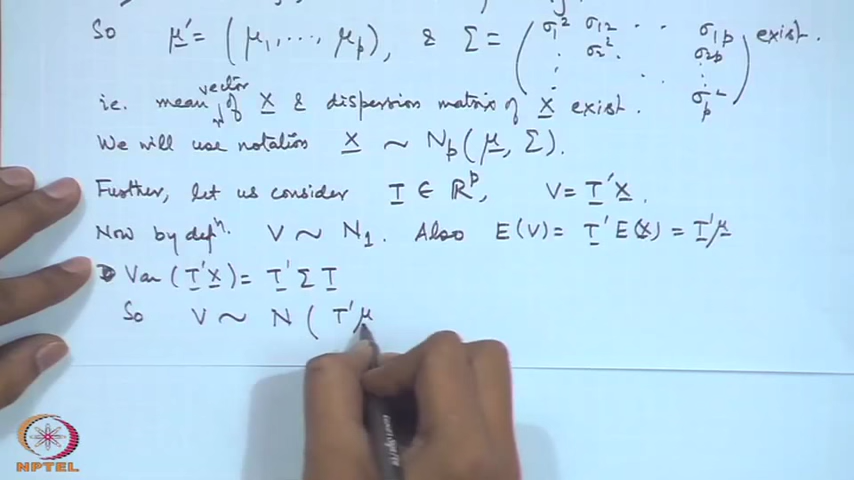 So μ' = (μ1, ..., μp), & Σ = ( σ1² σ12 . . σ1p σ2² . σ2p . . . . σp² ) exist.
i.e. mean vector of X & dispersion matrix of X exist.
We will use notation X ~ Np(μ, Σ).
Further, let us consider T ∈ ℝᵖ, V = T'X.
Now by defⁿ. V ~ N1. Also E(V) = T'E(X) = T'μ
Var (T'X) = T'ΣT
So V ~ N( T'μ
NPTEL